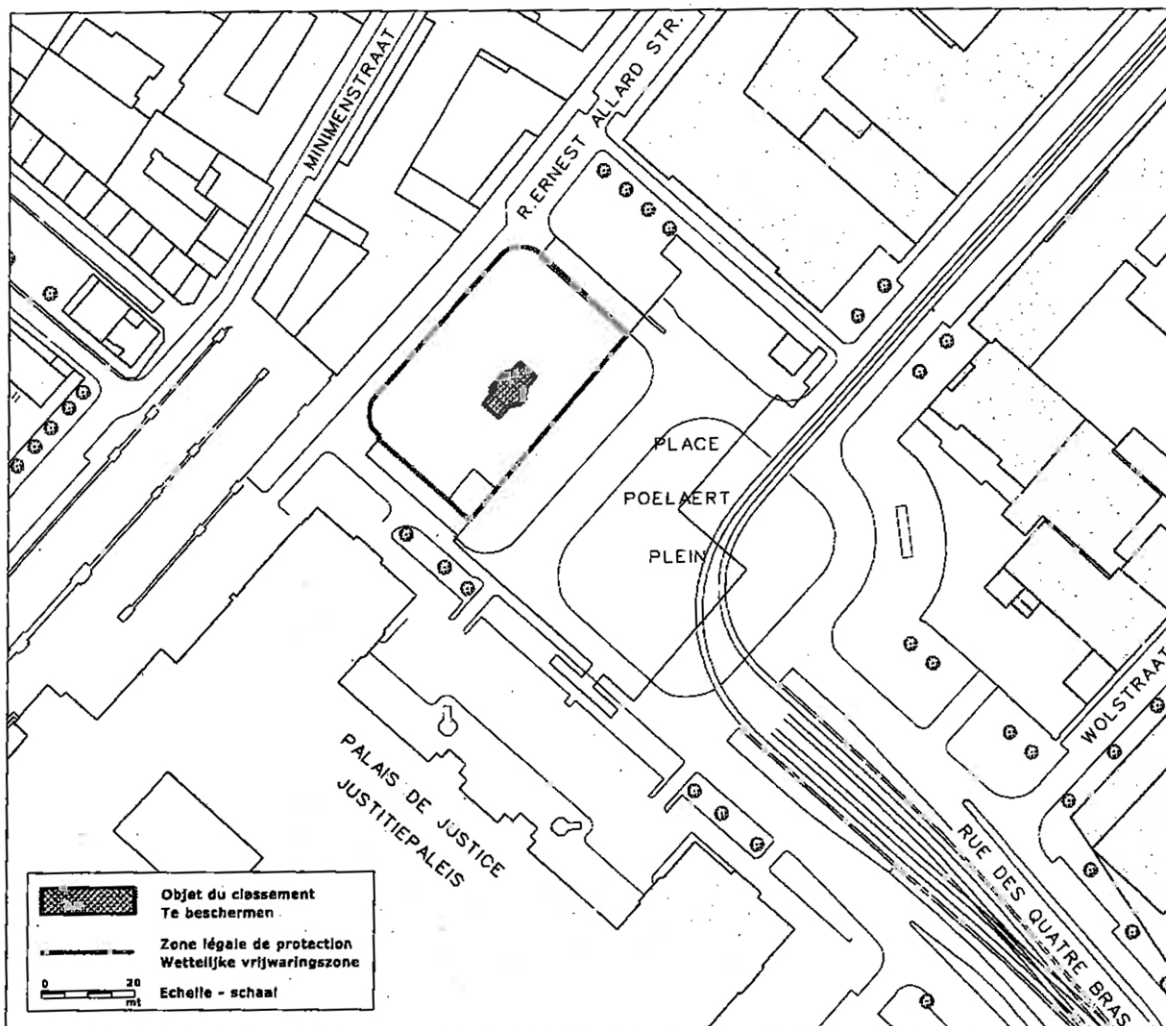 MINIMENSTRAAT
R. ERNEST ALLARD STR.
PLACE
POELAERT
PLEIN
WOLSTRAAT
PALAIS DE JUSTICE
JUSTITIEPALEIS
RUE DES QUATRE BRAS
Objet du classement
Te beschermen
Zone légale de protection
Wettelijke vrijwaringszone
0 20
mt
Echelle - schaal